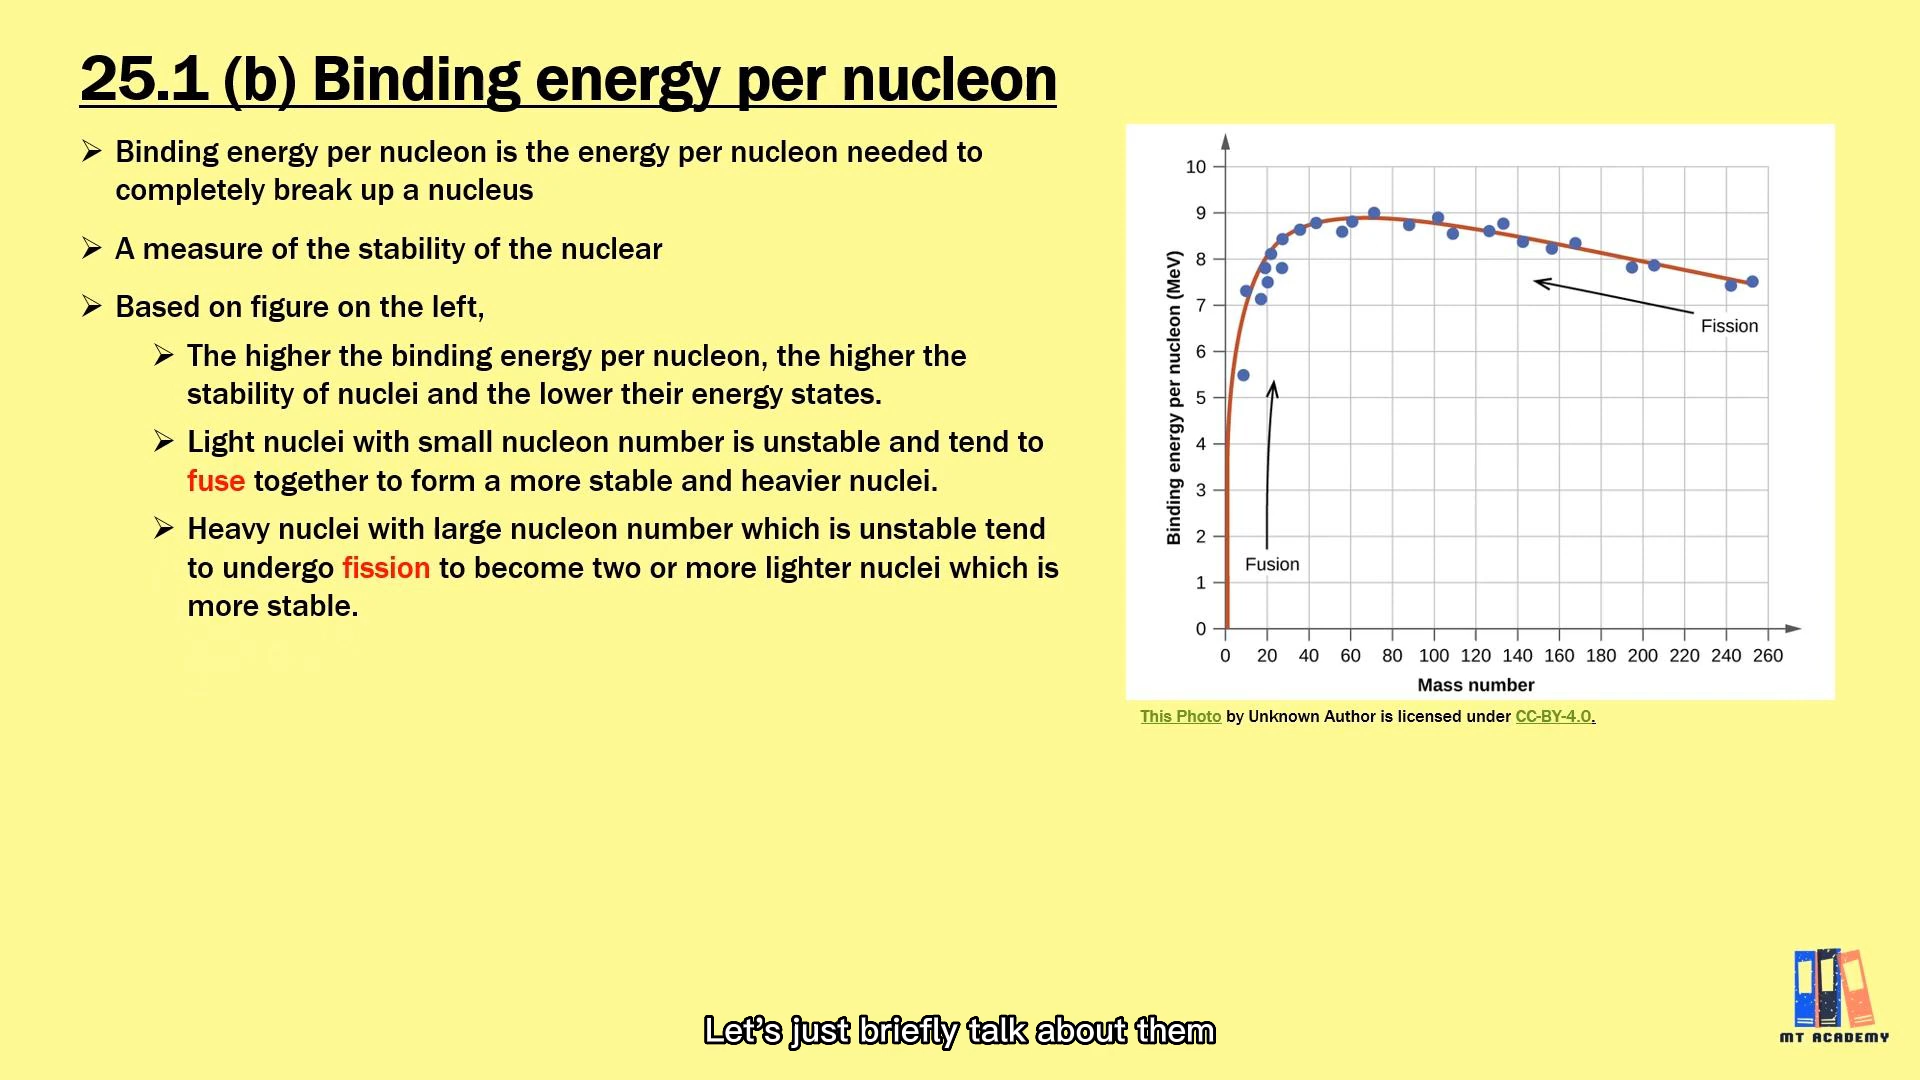 25.1 (b) Binding energy per nucleon
Binding energy per nucleon is the energy per nucleon needed to
completely break up a nucleus
A measure of the stability of the nuclear
Based on figure on the left,
The higher the binding energy per nucleon, the higher the
stability of nuclei and the lower their energy states.
Light nuclei with small nucleon number is unstable and tend to
fuse together to form a more stable and heavier nuclei.
Heavy nuclei with large nucleon number which is unstable tend
to undergo fission to become two or more lighter nuclei which is
more stable.
Binding energy per nucleon (MeV)
10
9
8
7
6
5
4
3
2
1
0
Fission
Fusion
0 20 40 60 80 100 120 140 160 180 200 220 240 260
Mass number
This Photo by Unknown Author is licensed under CC-BY-4.0.
Let's just briefly talk about them
MT ACADEMY